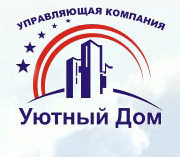 УПРАВЛЯЮЩАЯ КОМПАНИЯ
Уютный Дом